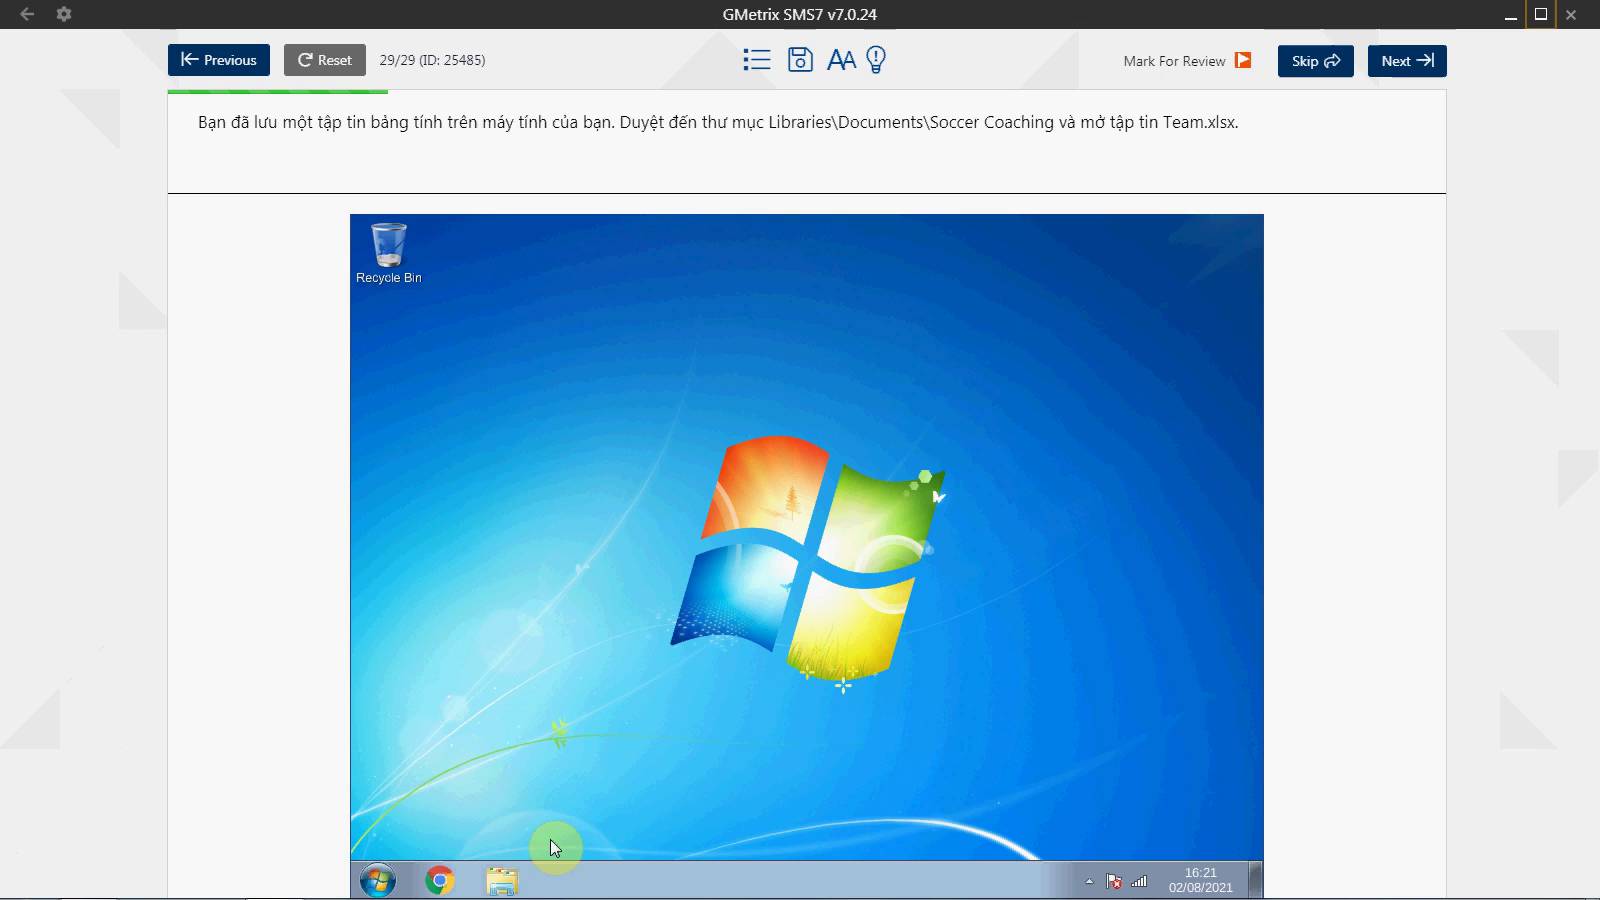 GMetrix SMS7 v7.0.24
Previous
Reset
29/29 (ID: 25485)
AA
Mark For Review
Skip
Next
Bạn đã lưu một tập tin bảng tính trên máy tính của bạn. Duyệt đến thư mục Libraries\Documents\Soccer Coaching và mở tập tin Team.xlsx.
Recycle Bin
16:21
02/08/2021